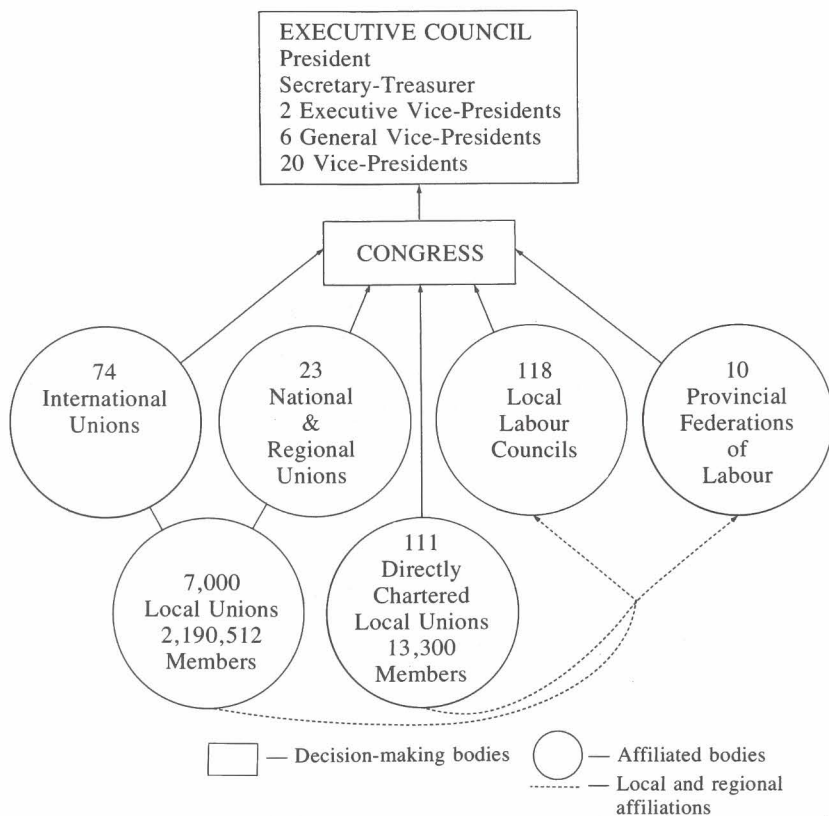 EXECUTIVE COUNCIL
President
Secretary-Treasurer
2 Executive Vice-Presidents
6 General Vice-Presidents
20 Vice-Presidents
CONGRESS
74
International
Unions
23
National
&
Regional
Unions
118
Local
Labour
Councils
10
Provincial
Federations
of
Labour
7,000
Local Unions
2,190,512
Members
111
Directly
Chartered
Local Unions
13,300
Members
— Decision-making bodies
— Affiliated bodies
— Local and regional
affiliations